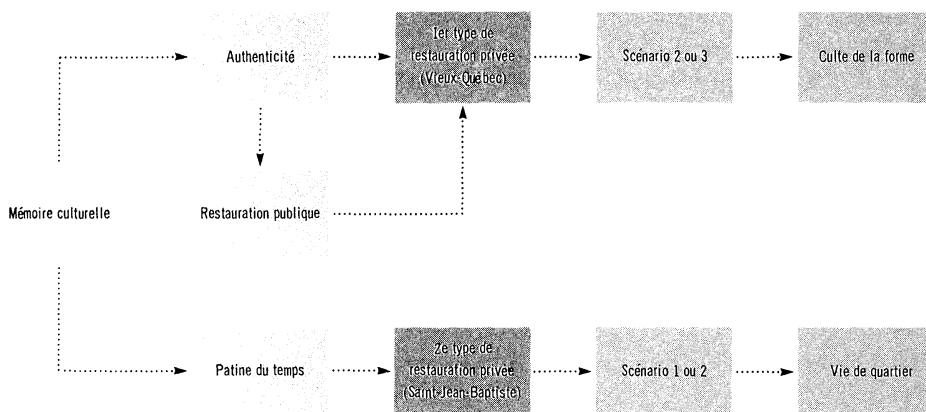 Authenticité
1er type de
restauration privée
(Vieux-Québec)
Scénario 2 ou 3
Culte de la forme
Mémoire culturelle
Restauration publique
Patine du temps
2e type de
restauration privée
(Saint-Jean-Baptiste)
Scénario 1 ou 2
Vie de quartier